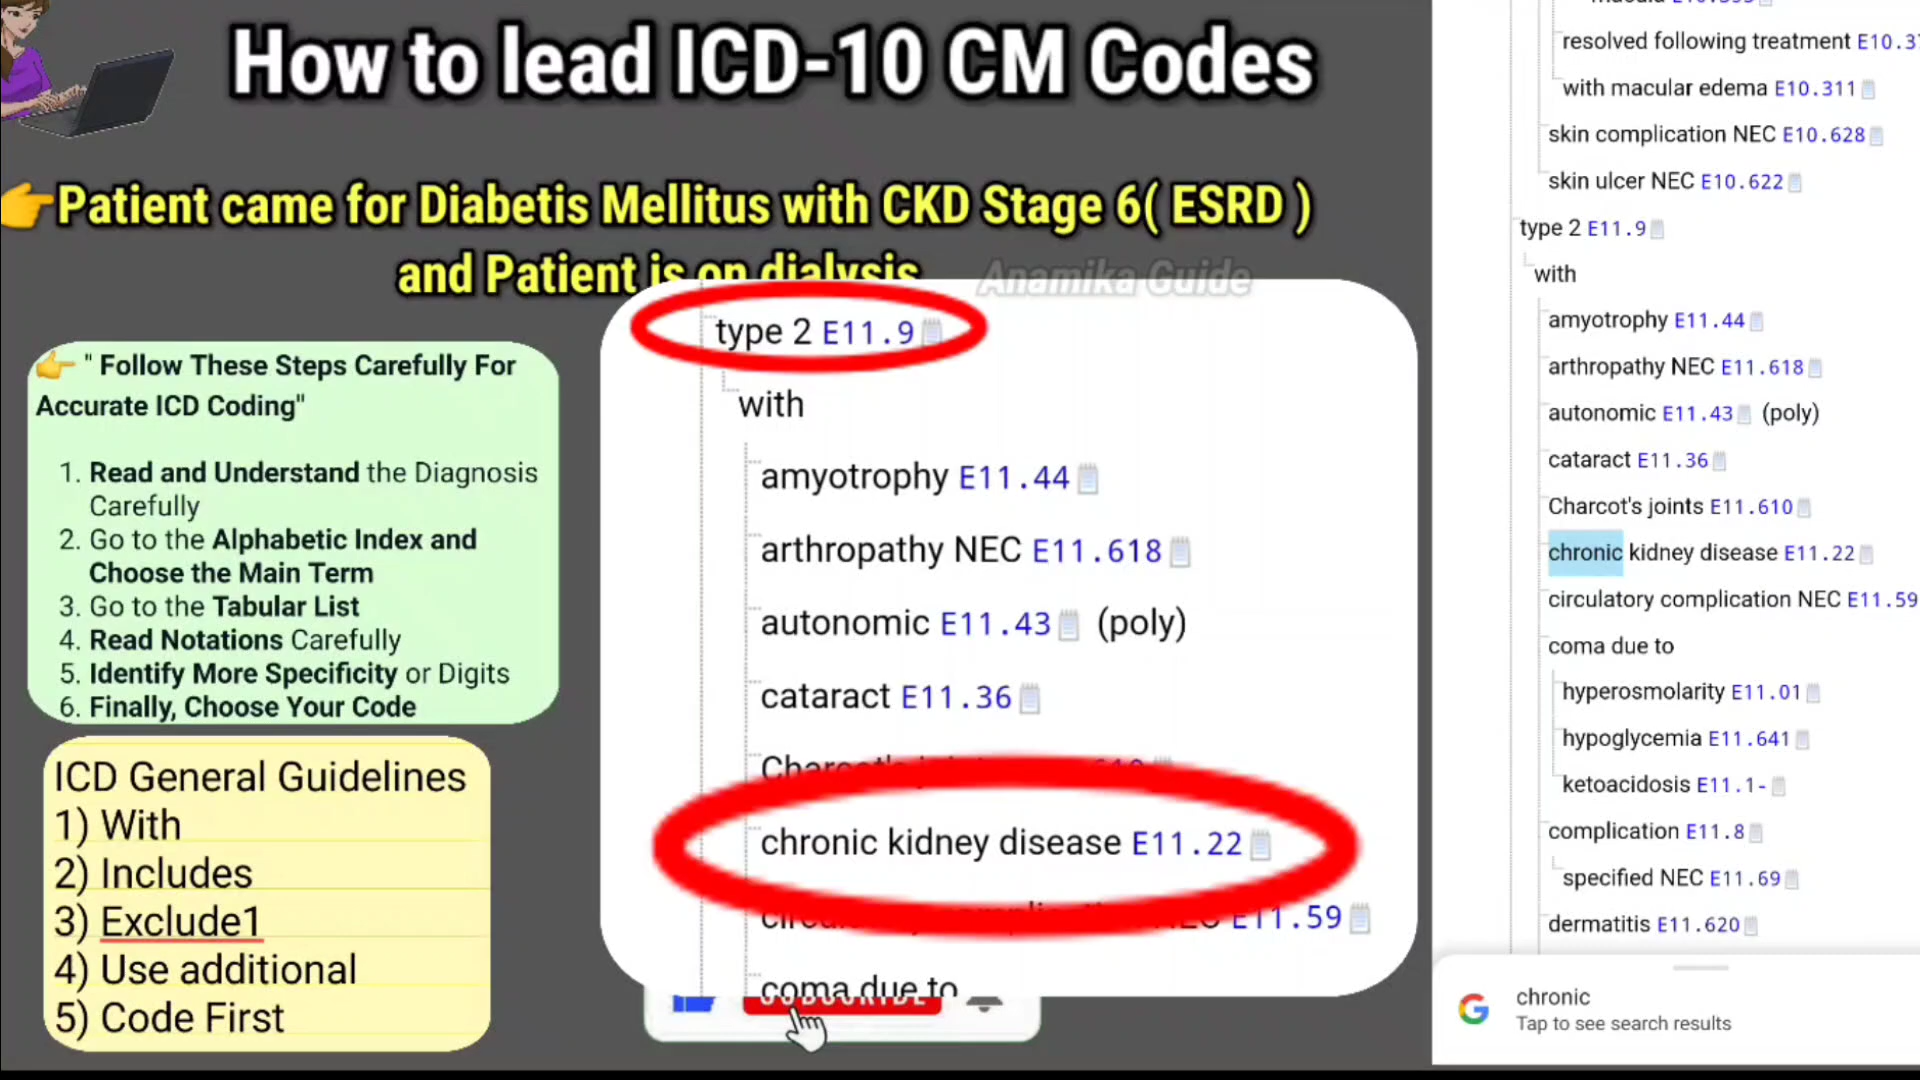 How to lead ICD-10 CM Codes
Patient came for Diabetis Mellitus with CKD Stage 6( ESRD )
and Patient is on dialysis
Anamika Guide
" Follow These Steps Carefully For
Accurate ICD Coding"
1. Read and Understand the Diagnosis
Carefully
2. Go to the Alphabetic Index and
Choose the Main Term
3. Go to the Tabular List
4. Read Notations Carefully
5. Identify More Specificity or Digits
6. Finally, Choose Your Code
ICD General Guidelines
1) With
2) Includes
3) Exclude1
4) Use additional
5) Code First
type 2 E11.9
with
amyotrophy E11.44
arthropathy NEC E11.618
autonomic E11.43 (poly)
cataract E11.36
chronic kidney disease E11.22
NEC E11.59
coma due to
SUBSCRIBE
resolved following treatment E10.3
with macular edema E10.311
skin complication NEC E10.628
skin ulcer NEC E10.622
type 2 E11.9
with
amyotrophy E11.44
arthropathy NEC E11.618
autonomic E11.43 (poly)
cataract E11.36
Charcot's joints E11.610
chronic kidney disease E11.22
circulatory complication NEC E11.59
coma due to
hyperosmolarity E11.01
hypoglycemia E11.641
ketoacidosis E11.1-
complication E11.8
specified NEC E11.69
dermatitis E11.620
chronic
Tap to see search results